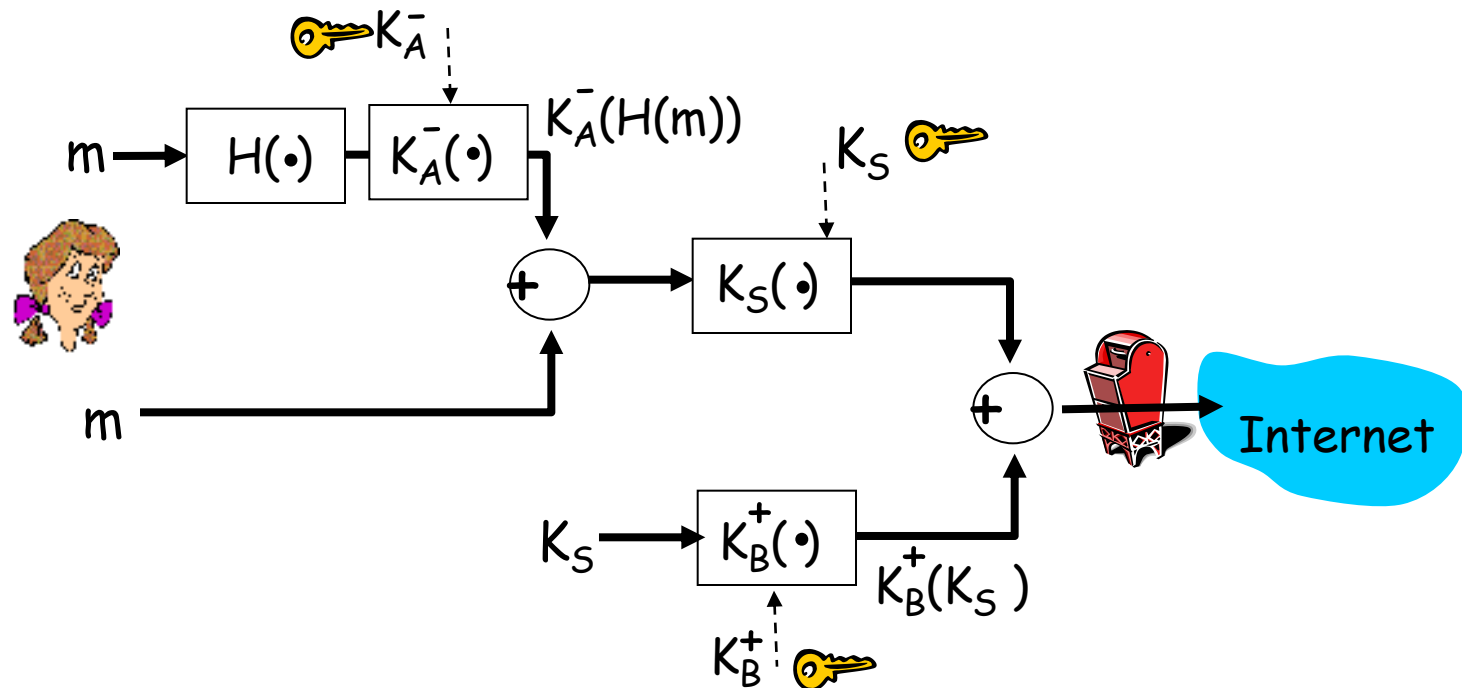 K_A^-
K_A^-(H(m))
m
H(•)
K_A^-(•)
K_S
+
K_S(•)
m
+
Internet
K_S
K_B^+(•)
K_B^+(K_S )
K_B^+